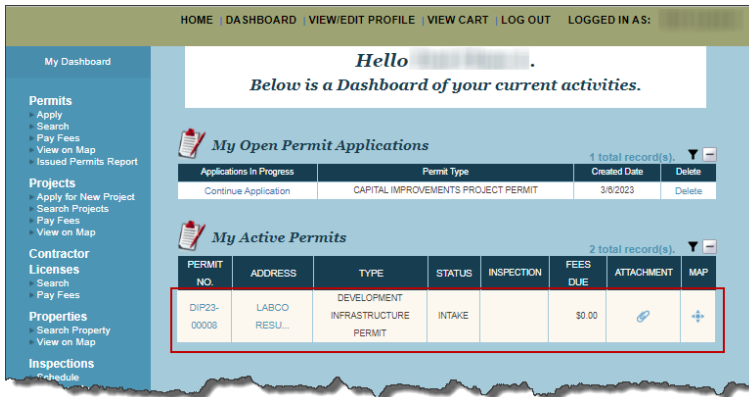 HOME | DASHBOARD | VIEW/EDIT PROFILE | VIEW CART | LOG OUT LOGGED IN AS:
My Dashboard
Hello .
Below is a Dashboard of your current activities.
Permits
Apply
Search
Pay Fees
View on Map
Issued Permits Report
Projects
Apply for New Project
Search Projects
Pay Fees
View on Map
Contractor
Licenses
Search
Pay Fees
Properties
Search Property
View on Map
Inspections
Schedule
My Open Permit Applications
1 total record(s).
Applications In Progress Permit Type Created Date Delete
Continue Application CAPITAL IMPROVEMENTS PROJECT PERMIT 3/6/2023 Delete
My Active Permits
2 total record(s).
PERMIT NO. ADDRESS TYPE STATUS INSPECTION FEES DUE ATTACHMENT MAP
DIP23-00008 LABCO RESU... DEVELOPMENT INFRASTRUCTURE PERMIT INTAKE $0.00